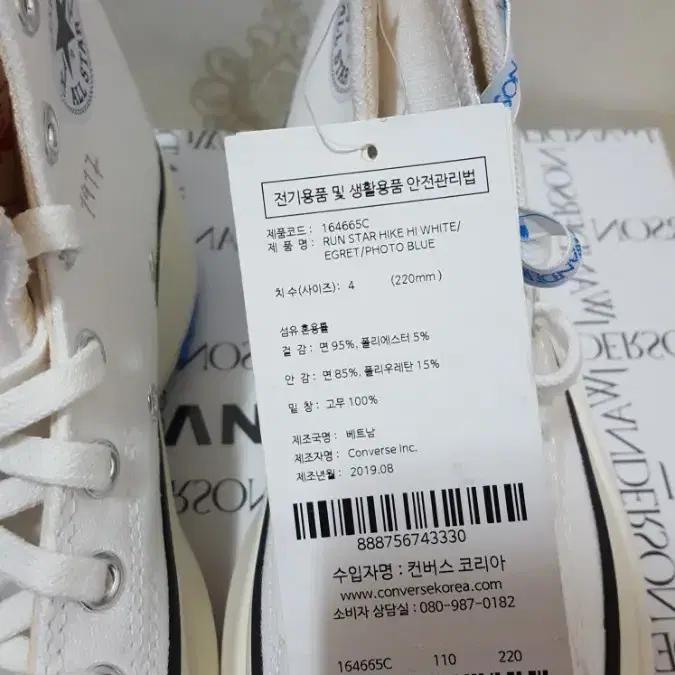 전기용품 및 생활용품 안전관리법
제품코드 : 164665C
제 품 명 : RUN STAR HIKE HI WHITE/
EGRET/PHOTO BLUE
치 수(사이즈) : 4 (220mm)
섬유 혼용률
겉 감 : 면 95%, 폴리에스터 5%
안 감 : 면 85%, 폴리우레탄 15%
밑 창 : 고무 100%
제조국명 : 베트남
제조자명 : Converse Inc.
제조년월 : 2019.08
888756743330
수입자명 : 컨버스 코리아
www.conversekorea.com
소비자 상담실 : 080-987-0182
164665C 110 220
ALL STAR